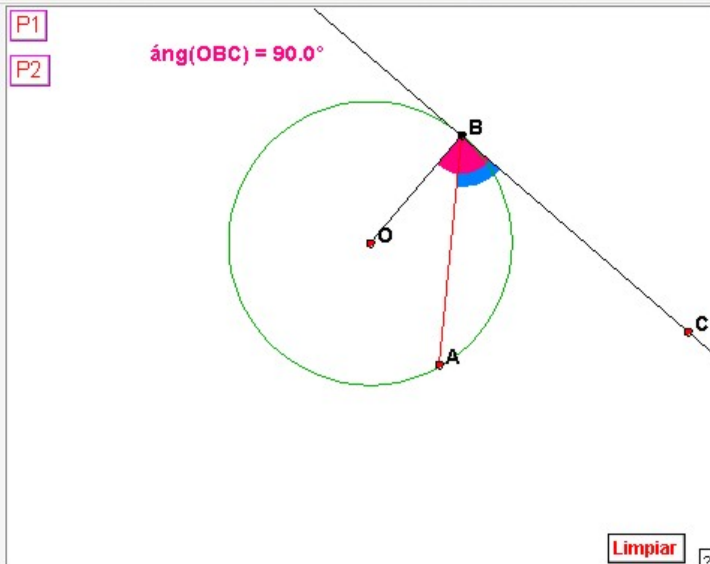 P1
áng(OBC) = 90.0°
P2
B
O
C
A
Limpiar